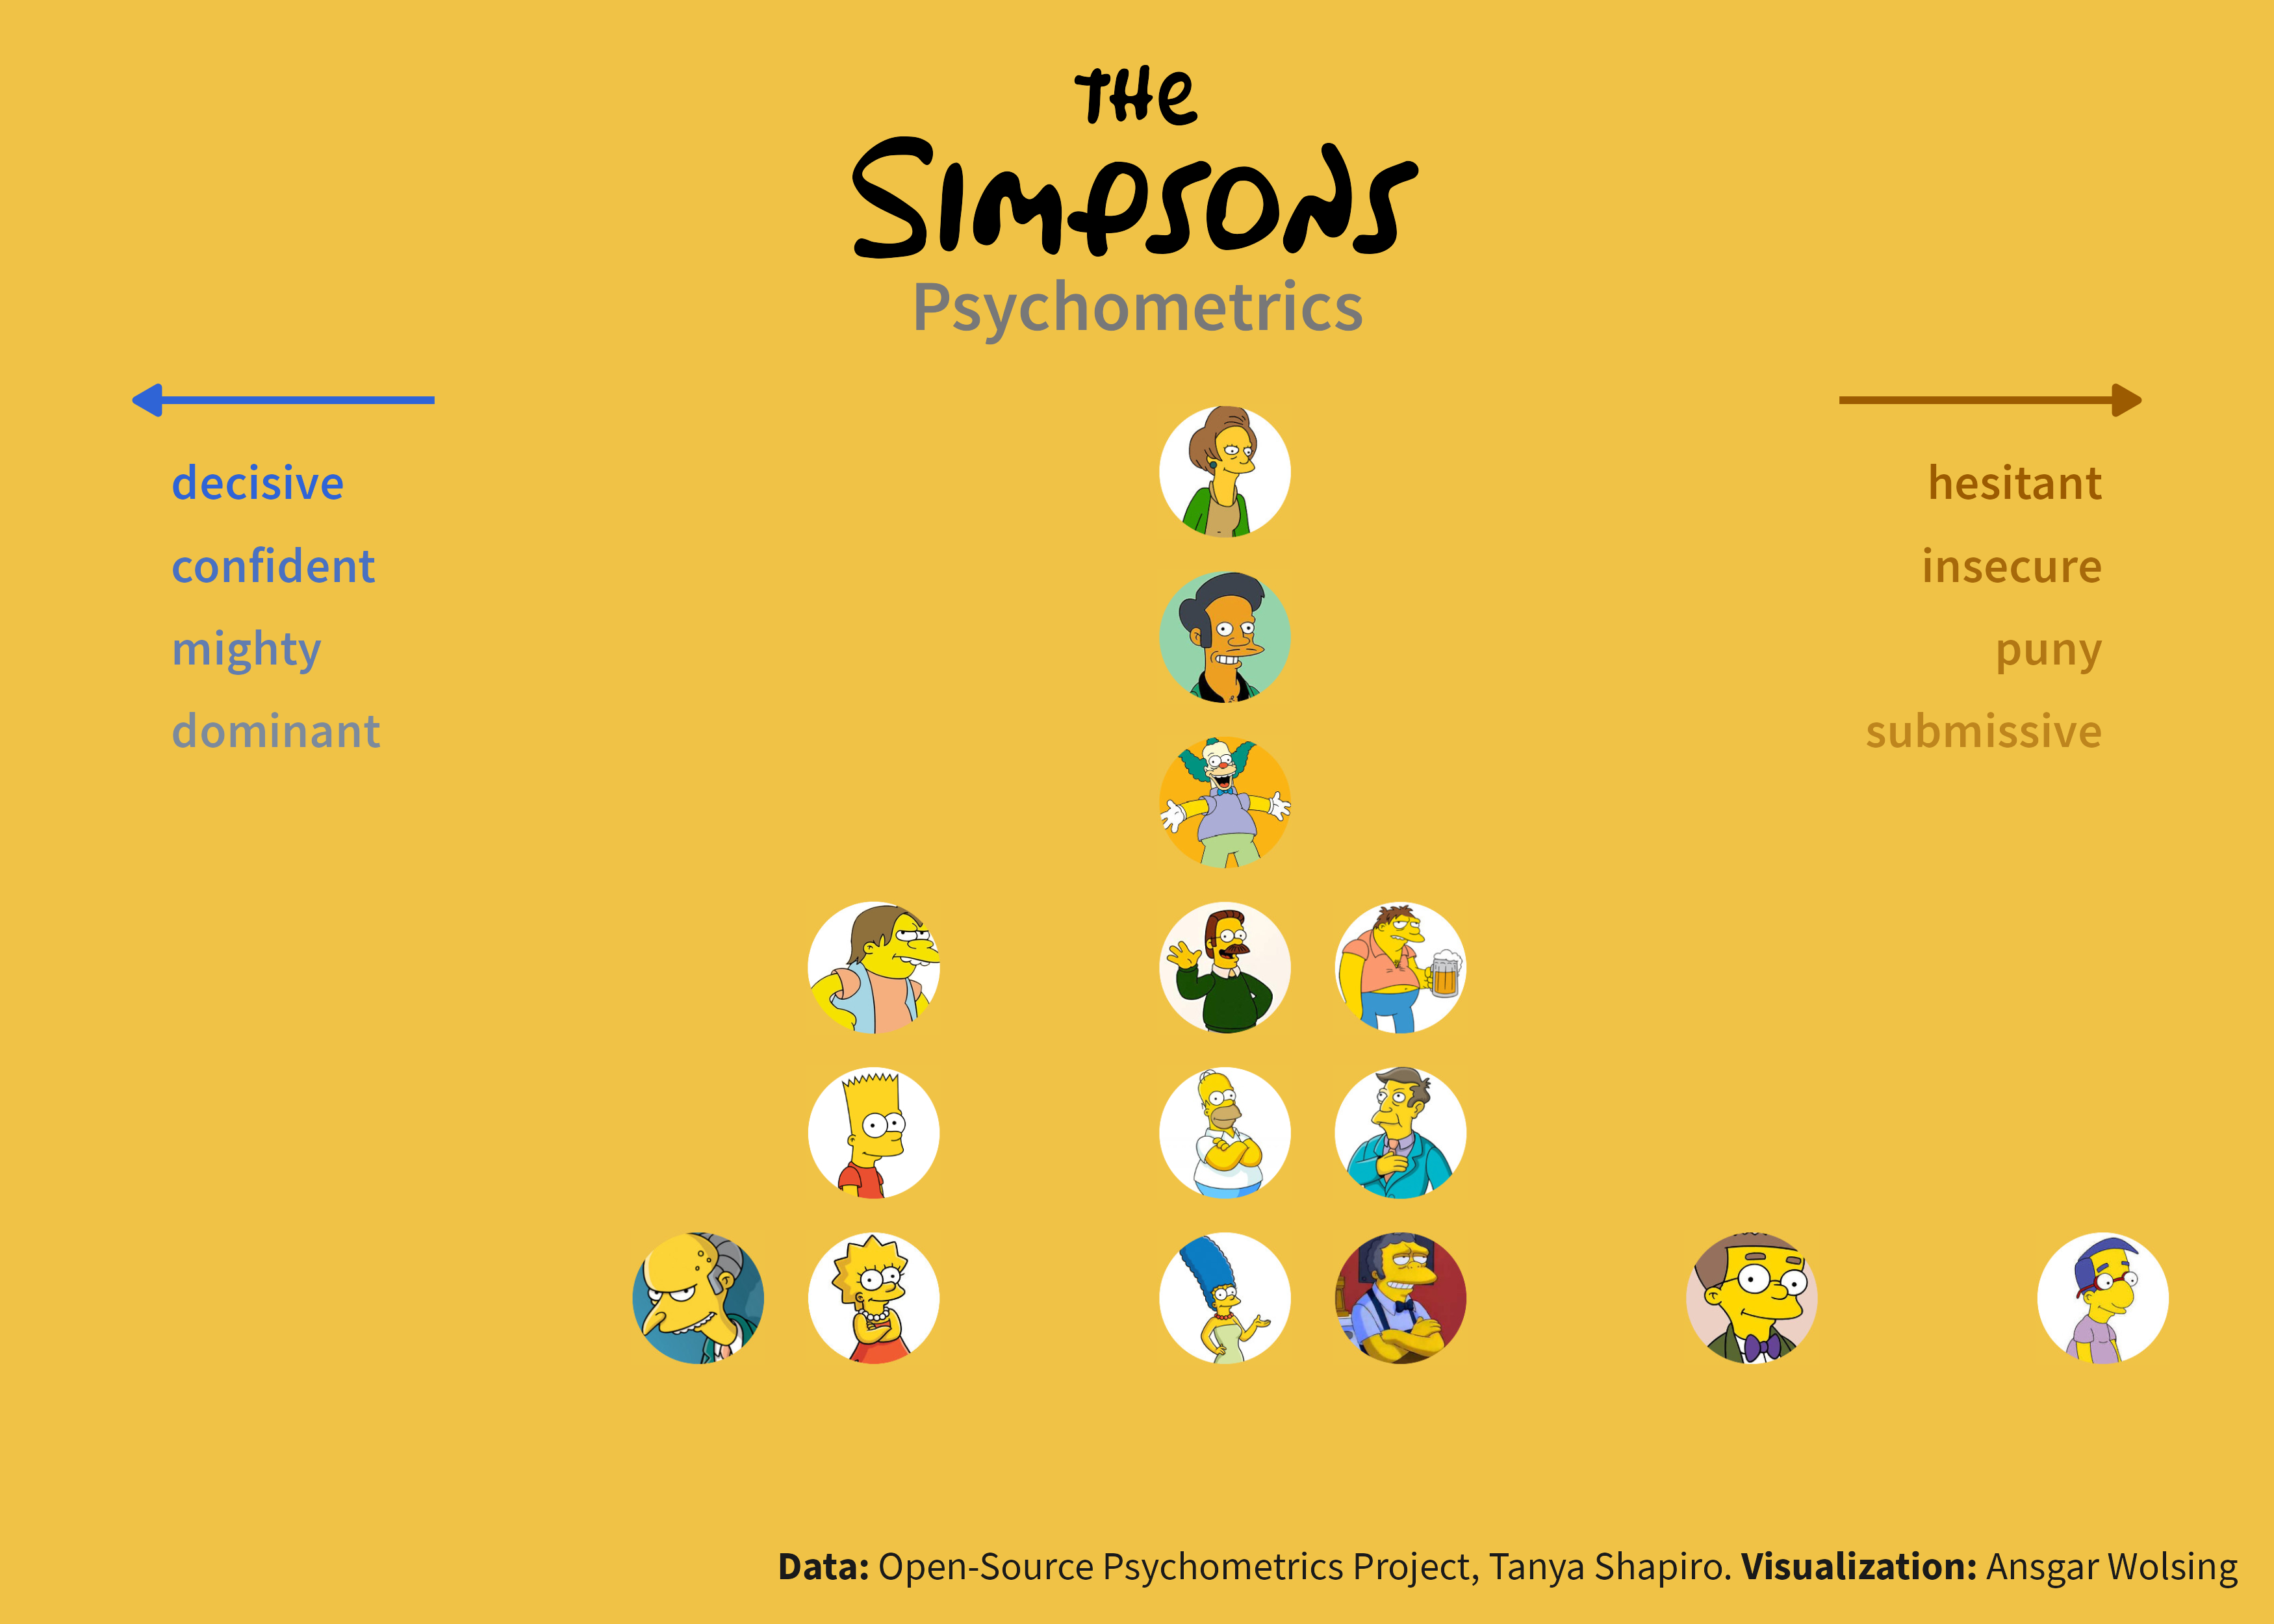 THE
SIMPSONS
Psychometrics
decisive
confident
mighty
dominant
hesitant
insecure
puny
submissive
Data: Open-Source Psychometrics Project, Tanya Shapiro. Visualization: Ansgar Wolsing